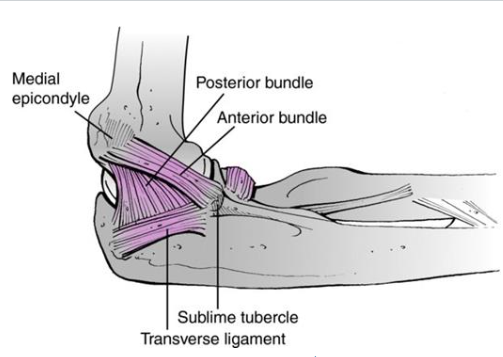 Medial
epicondyle
Posterior bundle
Anterior bundle
Sublime tubercle
Transverse ligament